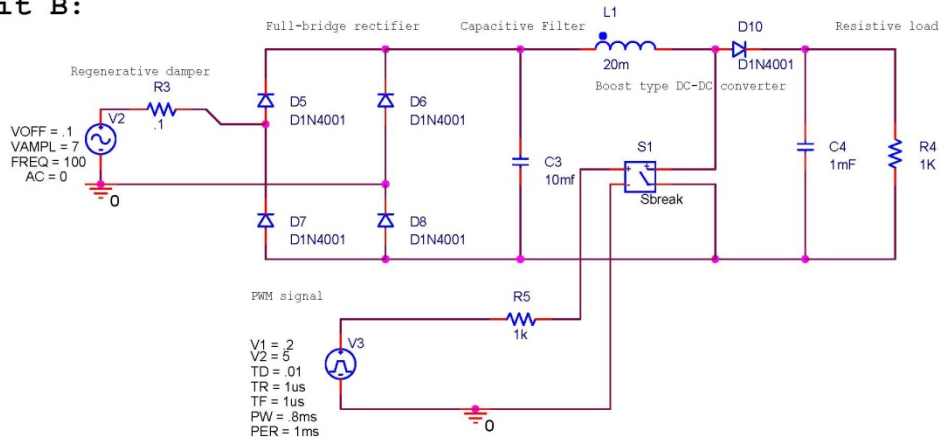 it B:
Full-bridge rectifier
Capacitive Filter
L1
20m
D10
D1N4001
Resistive load
Regenerative damper
R3
.1
Boost type DC-DC converter
D5
D1N4001
D6
D1N4001
V2
VOFF = .1
VAMPL = 7
FREQ = 100
AC = 0
0
C3
10mf
S1
Sbreak
C4
1mF
R4
1K
D7
D1N4001
D8
D1N4001
PWM signal
R5
1k
V3
V1 = .2
V2 = 5
TD = .01
TR = 1us
TF = 1us
PW = .8ms
PER = 1ms
0